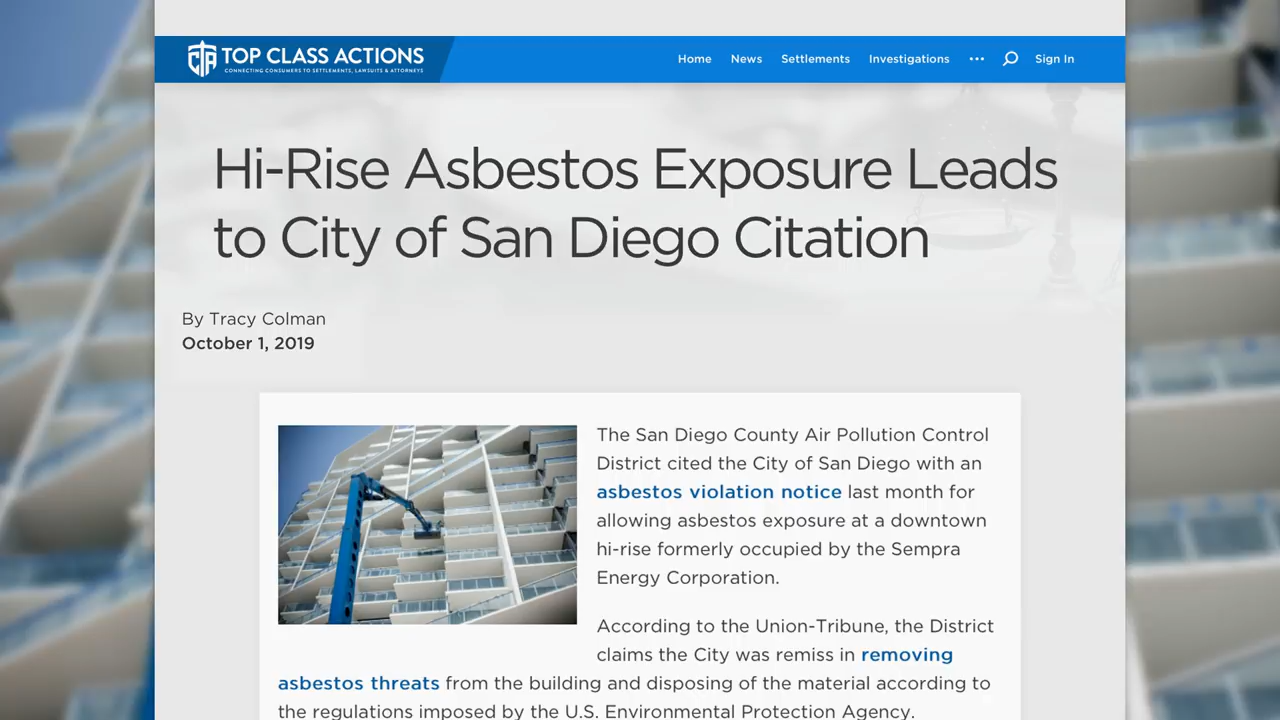 TOP CLASS ACTIONS
CONNECTING CONSUMERS TO SETTLEMENTS, LAWSUITS & ATTORNEYS
Home News Settlements Investigations ••• Sign In
Hi-Rise Asbestos Exposure Leads
to City of San Diego Citation
By Tracy Colman
October 1, 2019
The San Diego County Air Pollution Control
District cited the City of San Diego with an
asbestos violation notice last month for
allowing asbestos exposure at a downtown
hi-rise formerly occupied by the Sempra
Energy Corporation.
According to the Union-Tribune, the District
claims the City was remiss in removing
asbestos threats from the building and disposing of the material according to
the regulations imposed by the U.S. Environmental Protection Agency.